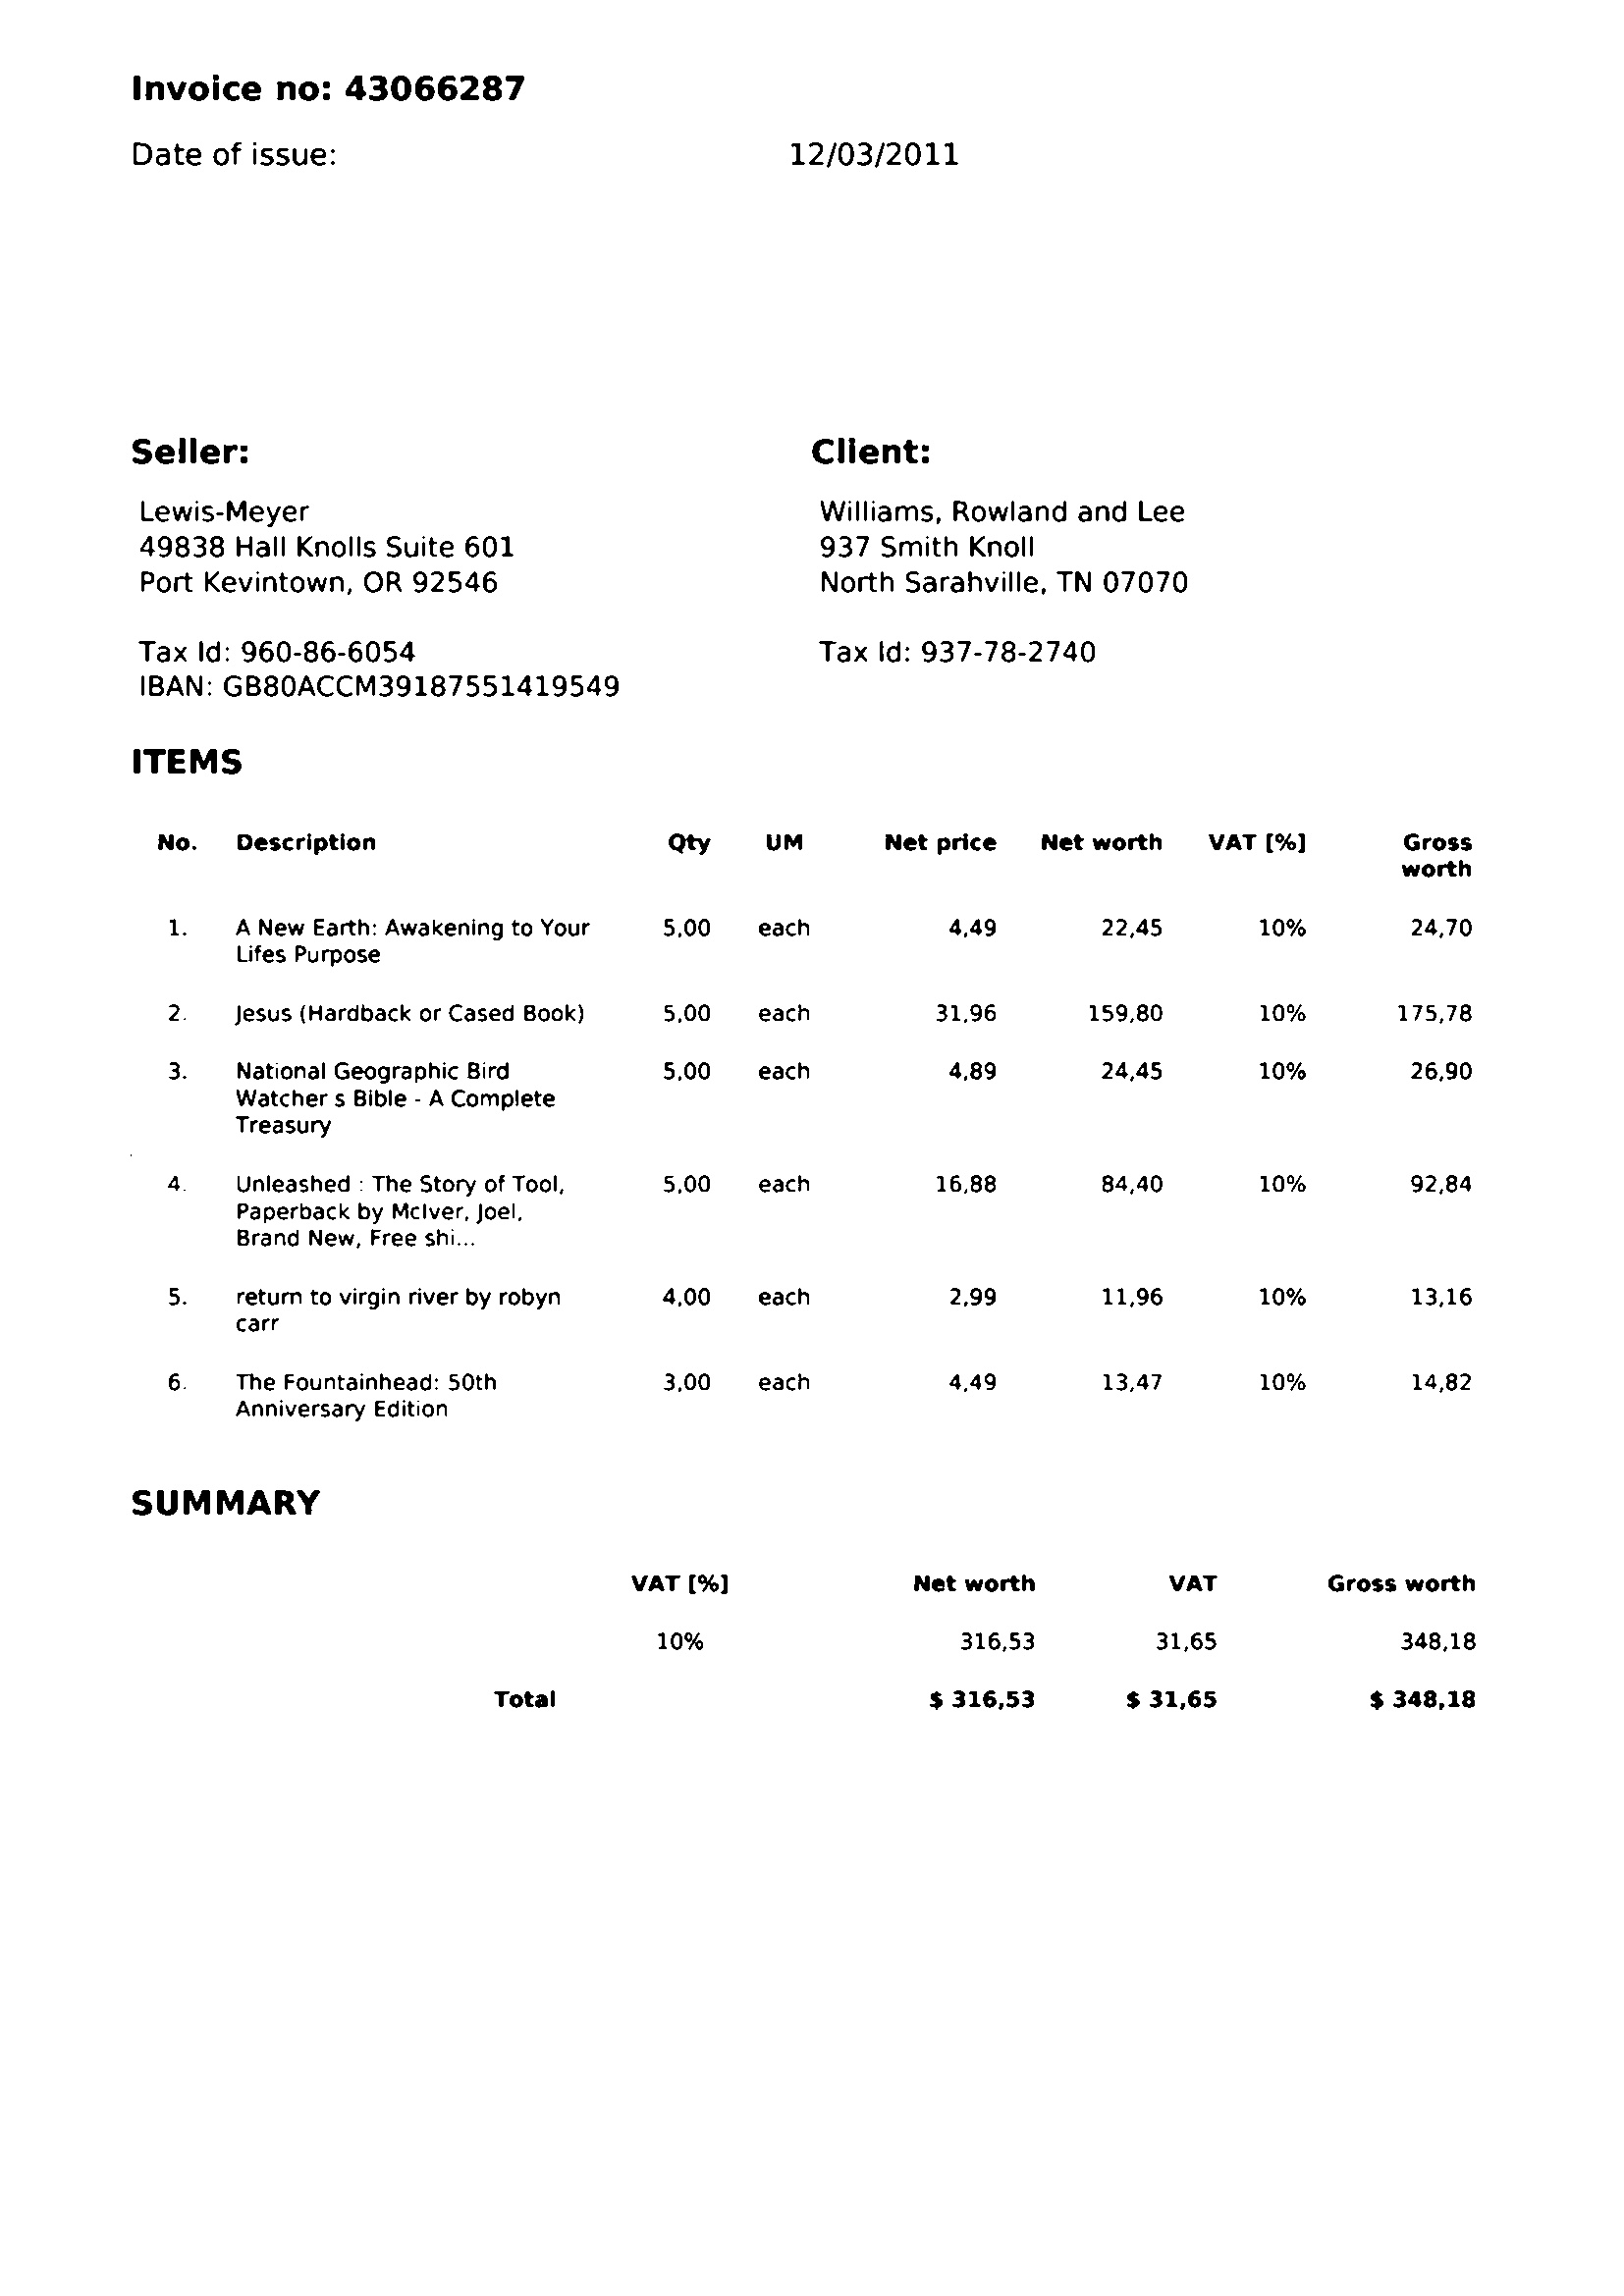 Invoice no: 43066287
Date of issue: 12/03/2011
Seller: Client:
Lewis-Meyer Williams, Rowland and Lee
49838 Hall Knolls Suite 601 937 Smith Knoll
Port Kevintown, OR 92546 North Sarahville, TN 07070
Tax Id: 960-86-6054 Tax Id: 937-78-2740
IBAN: GB80ACCM39187551419549
ITEMS
No. Description Qty UM Net price Net worth VAT [%] Gross
worth
1. A New Earth: Awakening to Your 5,00 each 4,49 22,45 10% 24,70
Lifes Purpose
2. Jesus (Hardback or Cased Book) 5,00 each 31,96 159,80 10% 175,78
3. National Geographic Bird 5,00 each 4,89 24,45 10% 26,90
Watcher s Bible - A Complete
Treasury
4. Unleashed : The Story of Tool, 5,00 each 16,88 84,40 10% 92,84
Paperback by McIver, Joel,
Brand New, Free shi...
5. return to virgin river by robyn 4,00 each 2,99 11,96 10% 13,16
carr
6. The Fountainhead: 50th 3,00 each 4,49 13,47 10% 14,82
Anniversary Edition
SUMMARY
VAT [%] Net worth VAT Gross worth
10% 316,53 31,65 348,18
Total $ 316,53 $ 31,65 $ 348,18